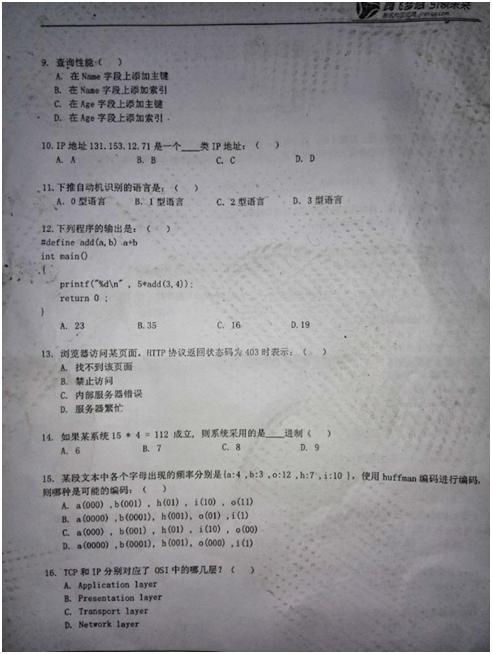 9. 查询性能（ ）
A. 在 Name 字段上添加主键
B. 在 Name 字段上添加索引
C. 在 Age 字段上添加主键
D. 在 Age 字段上添加索引
10. IP 地址 131.153.12.71 是一个____类 IP 地址：（ ）
A. A B. B C. C D. D
11. 下推自动机识别的语言是：（ ）
A. 0 型语言 B. 1 型语言 C. 2 型语言 D. 3 型语言
12. 下列程序的输出是：（ ）
#define add(a,b) a+b
int main()
{
printf("%d\n" , 5*add(3,4));
return 0 ;
}
A. 23 B. 35 C. 16 D. 19
13. 浏览器访问某页面，HTTP 协议返回状态码为 403 时表示：（ ）
A. 找不到该页面
B. 禁止访问
C. 内部服务器错误
D. 服务器繁忙
14. 如果某系统 15 * 4 = 112 成立，则系统采用的是____进制（ ）
A. 6 B. 7 C. 8 D. 9
15. 某段文本中各个字母出现的频率分别是{a:4 ,b:3 ,o:12 ,h:7 ,i:10 }，使用 huffman 编码进行编码，
则哪种是可能的编码：（ ）
A. a(000) ,b(001) , h(01) , i(10) , o(11)
B. a(0000) ,b(0001), h(001), o(01) ,i(1)
C. a(000) , b(001) , h(01) , i(10) , o(00)
D. a(0000) ,b(0001), h(001), o(000) ,i(1)
16. TCP 和 IP 分别对应了 OSI 中的哪几层？（ ）
A. Application layer
B. Presentation layer
C. Transport layer
D. Network layer